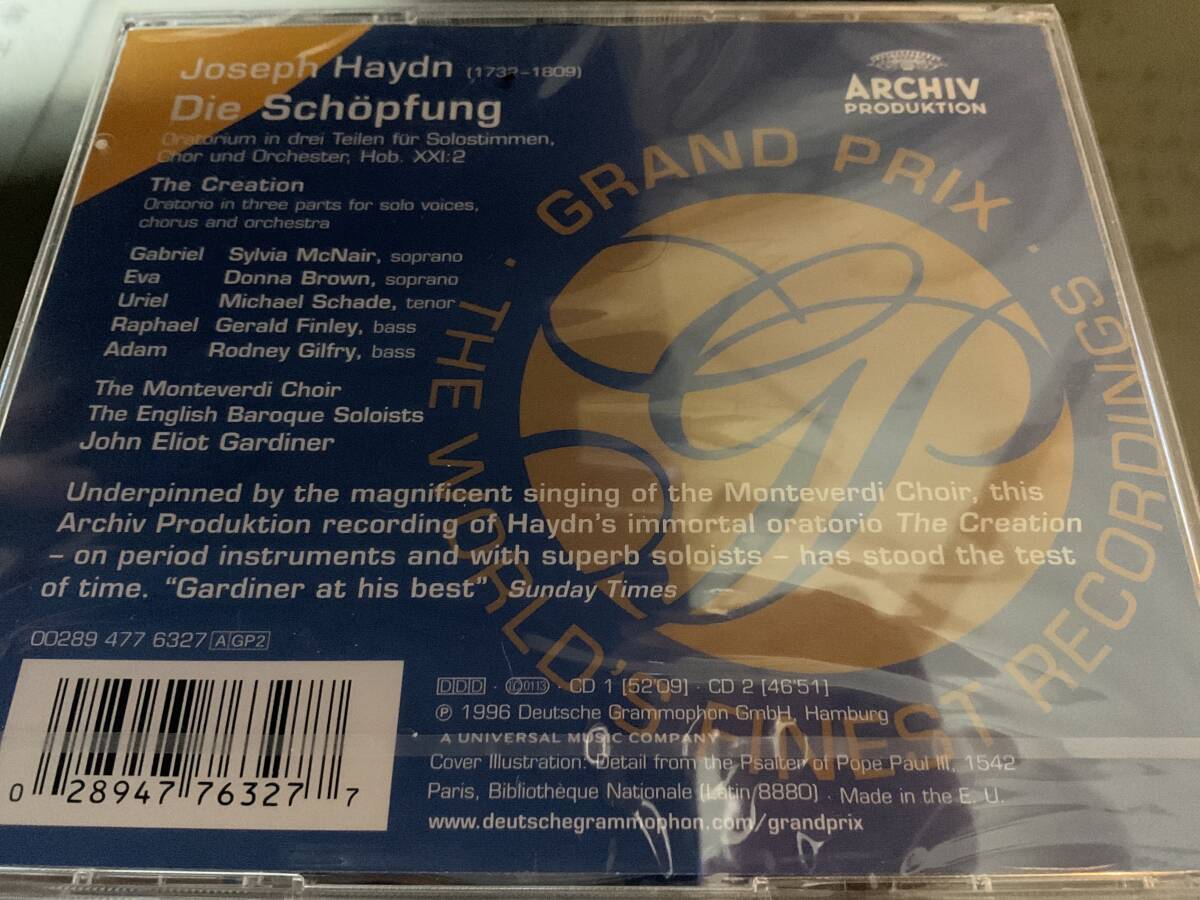 Joseph Haydn (1732–1809)
Die Schöpfung
Oratorium in drei Teilen für Solostimmen,
Chor und Orchester, Hob. XXI:2
The Creation
Oratorio in three parts for solo voices,
chorus and orchestra
Gabriel Sylvia McNair, soprano
Eva Donna Brown, soprano
Uriel Michael Schade, tenor
Raphael Gerald Finley, bass
Adam Rodney Gilfry, bass
The Monteverdi Choir
The English Baroque Soloists
John Eliot Gardiner
ARCHIV
PRODUKTION
· GRAND PRIX · THE WORLD'S FINEST RECORDINGS
GP
Underpinned by the magnificent singing of the Monteverdi Choir, this
Archiv Produktion recording of Haydn's immortal oratorio The Creation
– on period instruments and with superb soloists – has stood the test
of time. "Gardiner at his best" Sunday Times
00289 477 6327 A GP2
DDD · LC 0113 · CD 1 [52'09] · CD 2 [46'51]
℗ 1996 Deutsche Grammophon GmbH, Hamburg
A UNIVERSAL MUSIC COMPANY
Cover Illustration: Detail from the Psalter of Pope Paul III, 1542
Paris, Bibliothèque Nationale (Latin 8880) · Made in the E. U.
www.deutschegrammophon.com/grandprix
0 28947 76327 7